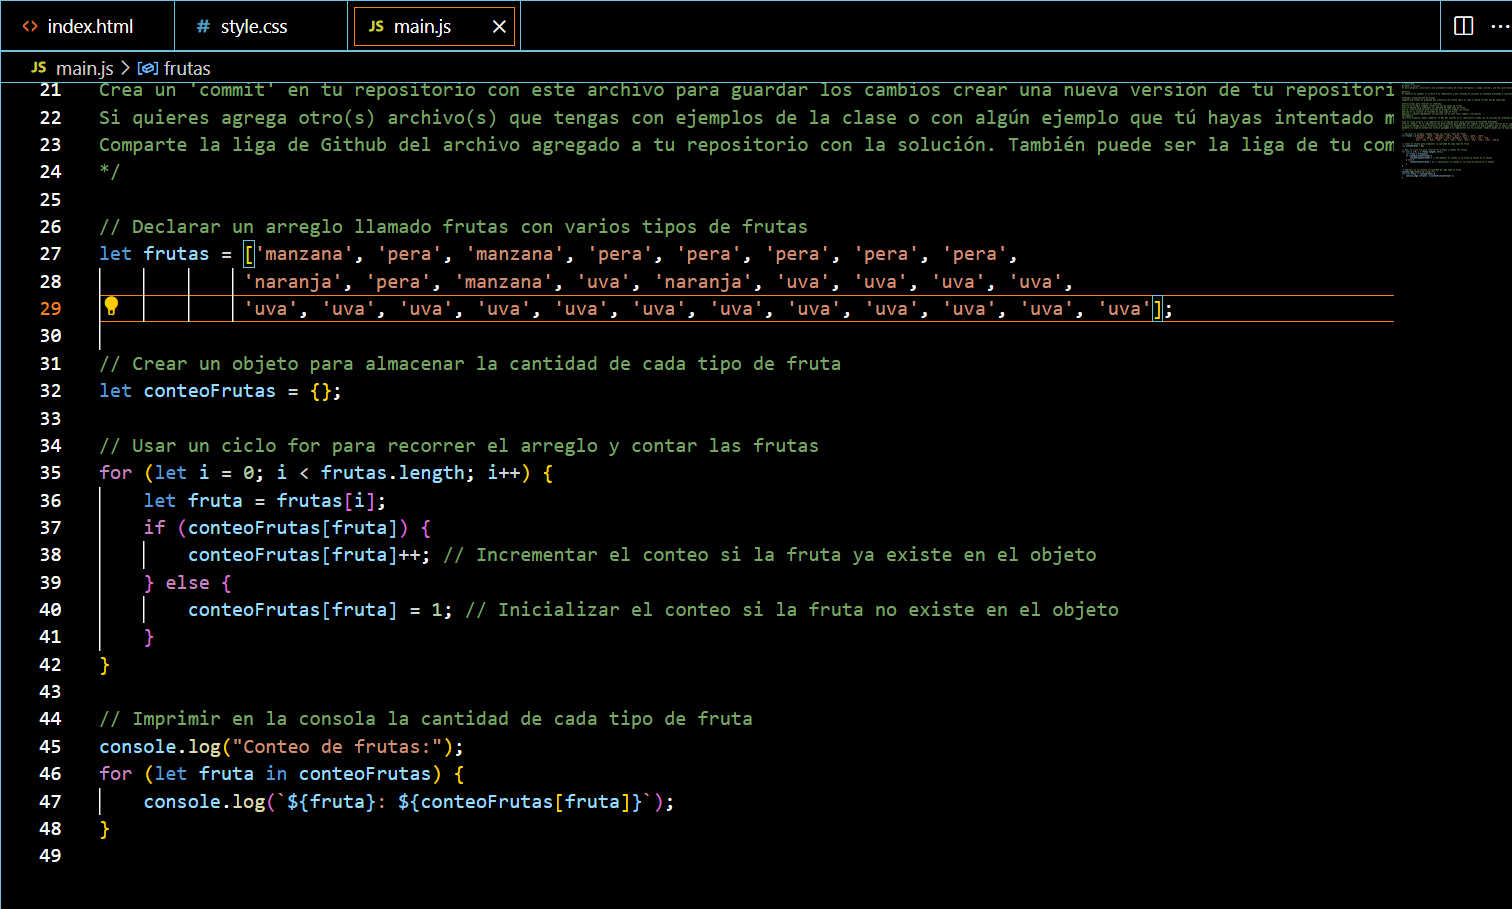 index.html
style.css
JS main.js
JS main.js > frutas
21 Crea un 'commit' en tu repositorio con este archivo para guardar los cambios crear una nueva versión de tu repositori
22 Si quieres agrega otro(s) archivo(s) que tengas con ejemplos de la clase o con algún ejemplo que tú hayas intentado m
23 Comparte la liga de Github del archivo agregado a tu repositorio con la solución. También puede ser la liga de tu com
24 */
25
26 // Declarar un arreglo llamado frutas con varios tipos de frutas
27 let frutas = ['manzana', 'pera', 'manzana', 'pera', 'pera', 'pera', 'pera', 'pera',
28 'naranja', 'pera', 'manzana', 'uva', 'naranja', 'uva', 'uva', 'uva', 'uva',
29 'uva', 'uva', 'uva', 'uva', 'uva', 'uva', 'uva', 'uva', 'uva', 'uva', 'uva', 'uva'];
30
31 // Crear un objeto para almacenar la cantidad de cada tipo de fruta
32 let conteoFrutas = {};
33
34 // Usar un ciclo for para recorrer el arreglo y contar las frutas
35 for (let i = 0; i < frutas.length; i++) {
36 let fruta = frutas[i];
37 if (conteoFrutas[fruta]) {
38 conteoFrutas[fruta]++; // Incrementar el conteo si la fruta ya existe en el objeto
39 } else {
40 conteoFrutas[fruta] = 1; // Inicializar el conteo si la fruta no existe en el objeto
41 }
42 }
43
44 // Imprimir en la consola la cantidad de cada tipo de fruta
45 console.log("Conteo de frutas:");
46 for (let fruta in conteoFrutas) {
47 console.log(`${fruta}: ${conteoFrutas[fruta]}`);
48 }
49